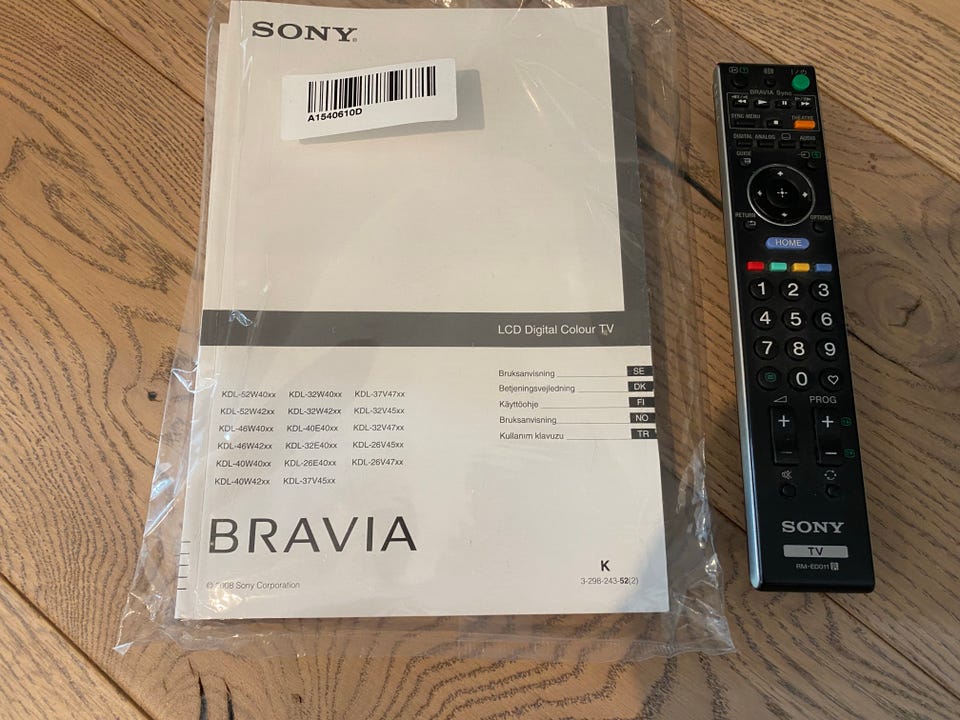 SONY®
A1540610D
LCD Digital Colour TV
Bruksanvisning SE
Betjeningsvejledning DK
Käyttöohje FI
Bruksanvisning NO
Kullanım klavuzu TR
KDL-52W40xx KDL-32W40xx KDL-37V47xx
KDL-52W42xx KDL-32W42xx KDL-32V45xx
KDL-46W40xx KDL-40E40xx KDL-32V47xx
KDL-46W42xx KDL-32E40xx KDL-26V45xx
KDL-40W40xx KDL-26E40xx KDL-26V47xx
KDL-40W42xx KDL-37V45xx
BRAVIA
© 2008 Sony Corporation
K
3-298-243-52(2)
BRAVIA Sync
SYNC MENU THEATRE
DIGITAL ANALOG AUDIO
GUIDE
RETURN OPTIONS
HOME
1 2 3
4 5 6
7 8 9
0
PROG
+ +
− −
SONY
TV
RM-ED011